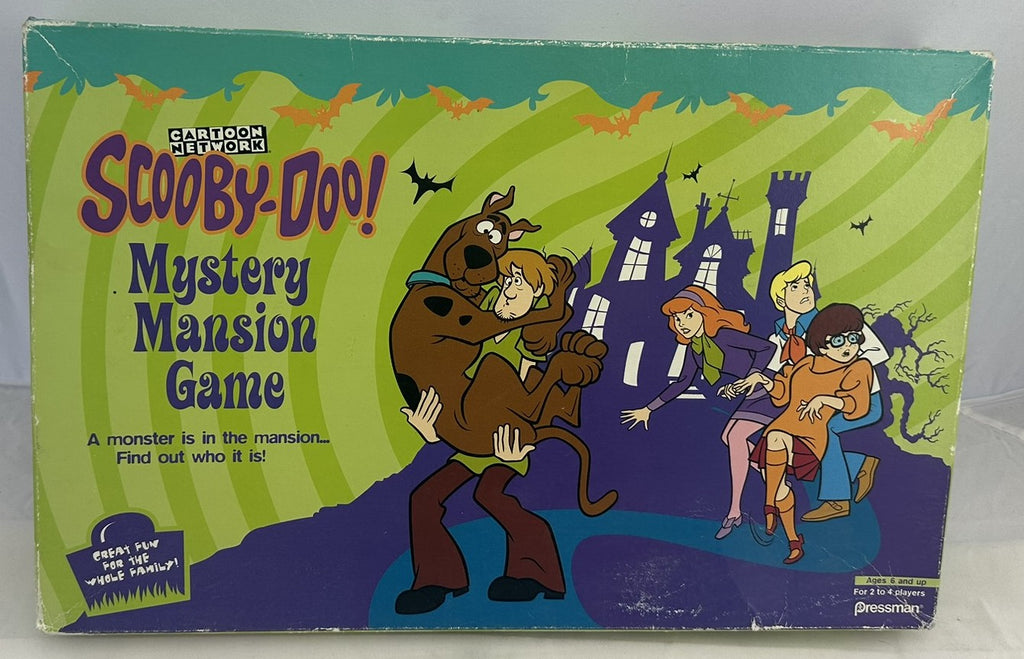 CARTOON
NETWORK
SCOOBY-DOO!
Mystery
Mansion
Game
A monster is in the mansion...
Find out who it is!
GREAT FUN
FOR THE
WHOLE FAMILY!
Ages 6 and up
For 2 to 4 players
Pressman